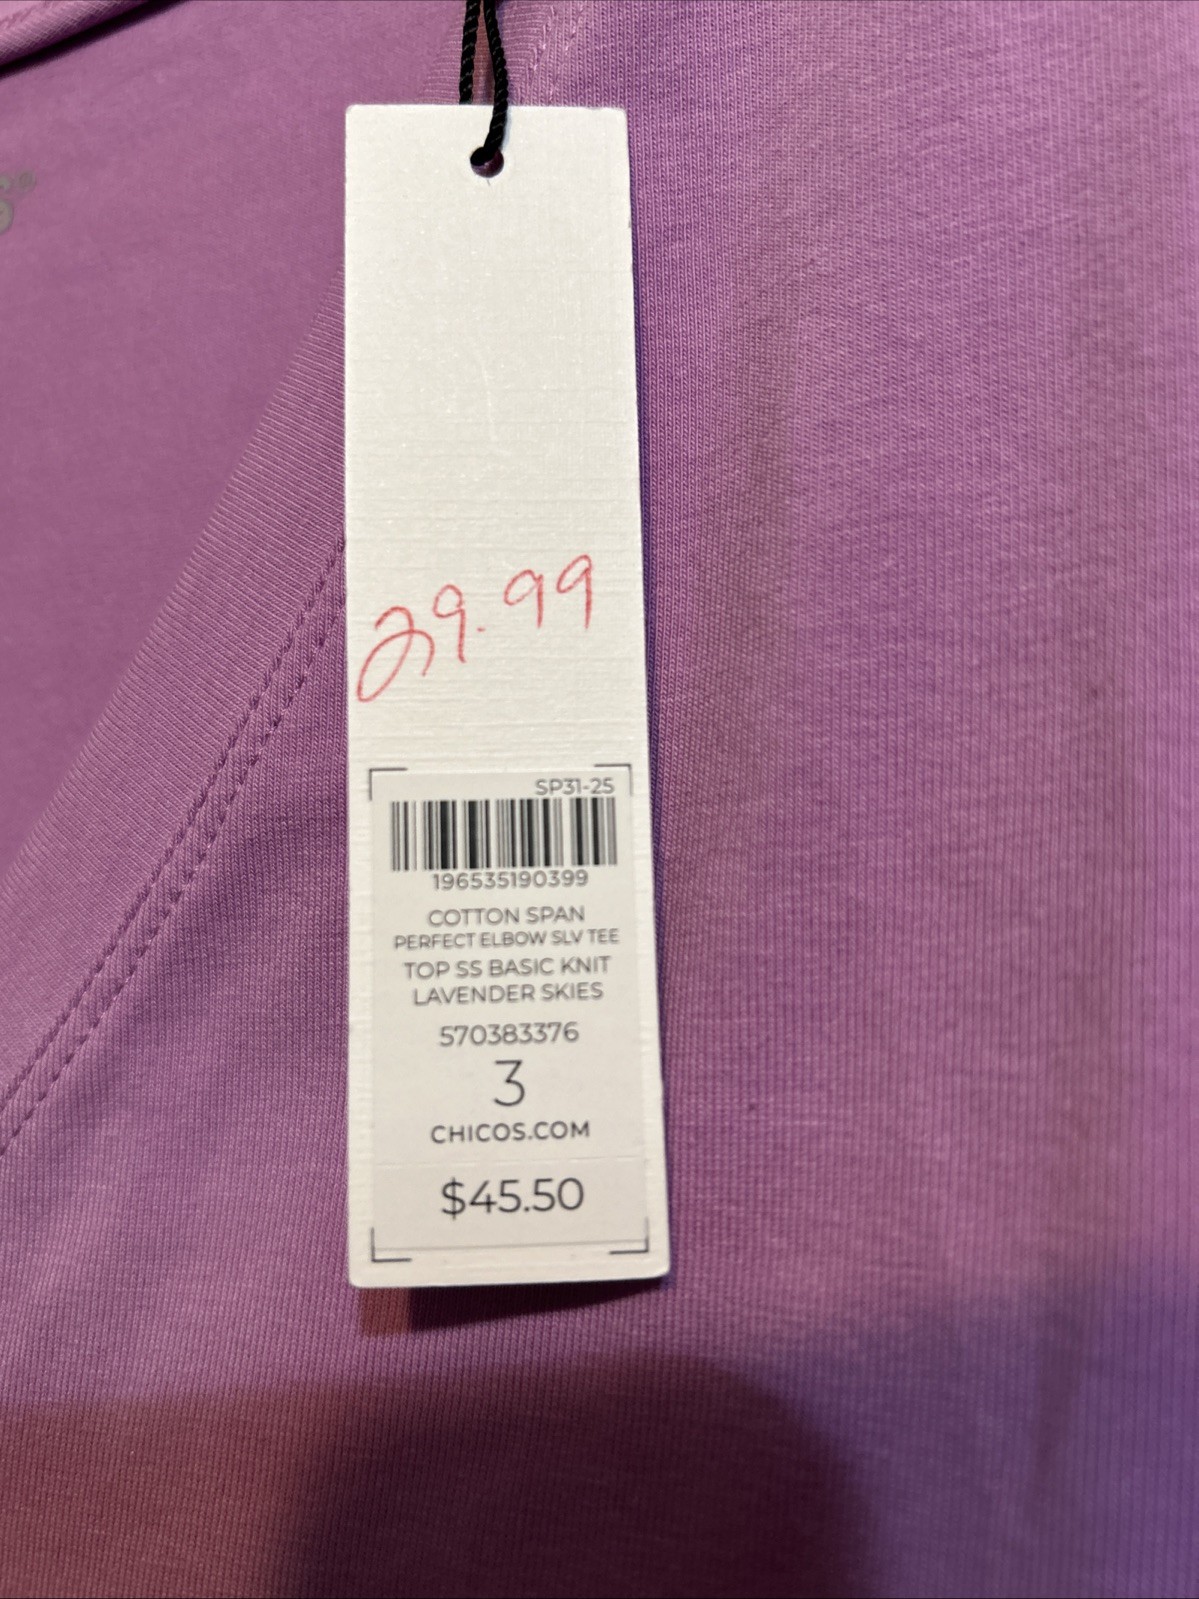 29.99
SP31-25
196535190399
COTTON SPAN
PERFECT ELBOW SLV TEE
TOP SS BASIC KNIT
LAVENDER SKIES
570383376
3
CHICOS.COM
$45.50